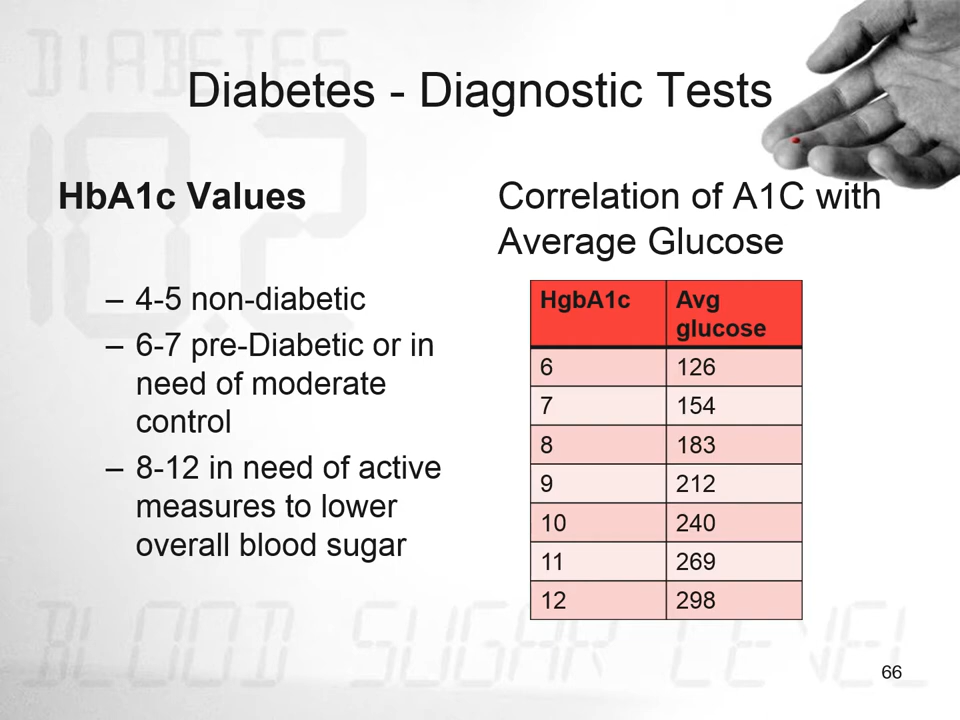 DIABETES
10.2
Diabetes - Diagnostic Tests
HbA1c Values
– 4-5 non-diabetic
– 6-7 pre-Diabetic or in
need of moderate
control
– 8-12 in need of active
measures to lower
overall blood sugar
Correlation of A1C with
Average Glucose
HgbA1c Avg glucose
6 126
7 154
8 183
9 212
10 240
11 269
12 298
BLOOD SUGAR LEVEL
66